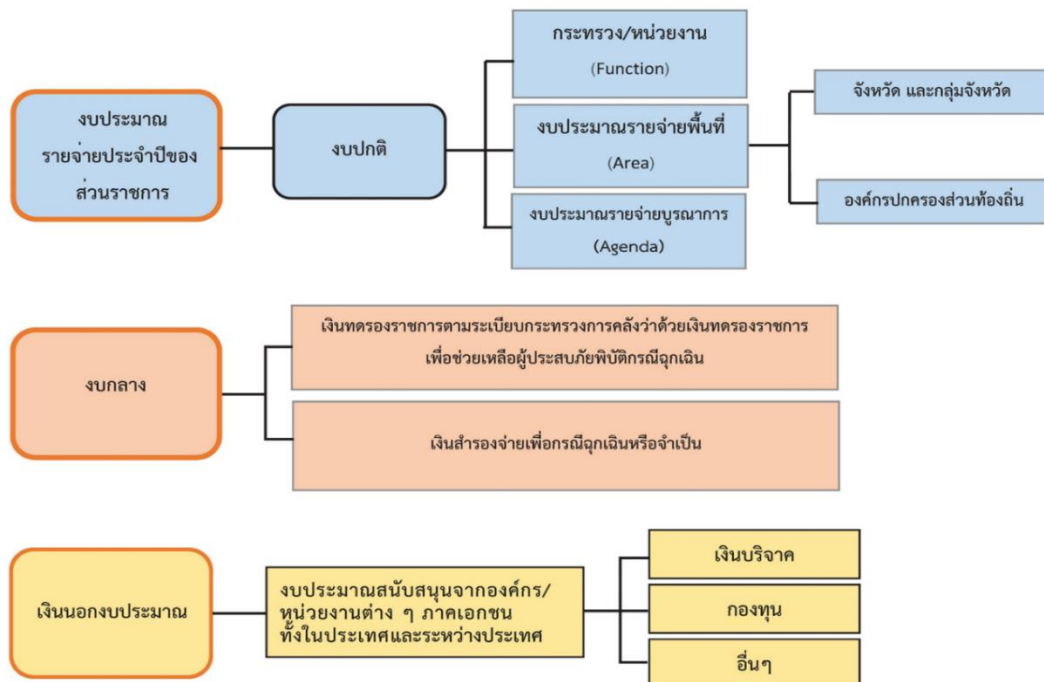 งบประมาณ
รายจ่ายประจำปีของ
ส่วนราชการ
งบปกติ
กระทรวง/หน่วยงาน
(Function)
งบประมาณรายจ่ายพื้นที่
(Area)
งบประมาณรายจ่ายบูรณาการ
(Agenda)
จังหวัด และกลุ่มจังหวัด
องค์กรปกครองส่วนท้องถิ่น
งบกลาง
เงินทดรองราชการตามระเบียบกระทรวงการคลังว่าด้วยเงินทดรองราชการ
เพื่อช่วยเหลือผู้ประสบภัยพิบัติกรณีฉุกเฉิน
เงินสำรองจ่ายเพื่อกรณีฉุกเฉินหรือจำเป็น
เงินนอกงบประมาณ
งบประมาณสนับสนุนจากองค์กร/
หน่วยงานต่าง ๆ ภาคเอกชน
ทั้งในประเทศและระหว่างประเทศ
เงินบริจาค
กองทุน
อื่นๆ